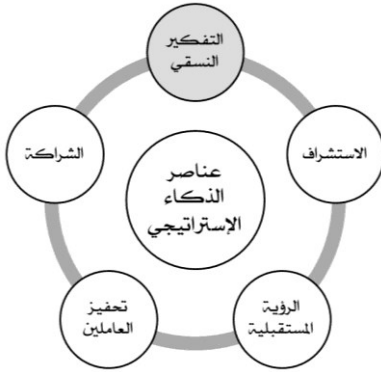 التفكير
النسقي
الاستشراف
الشراكة
عناصر
الذكاء
الإستراتيجي
الرؤية
المستقبلية
تحفيز
العاملين